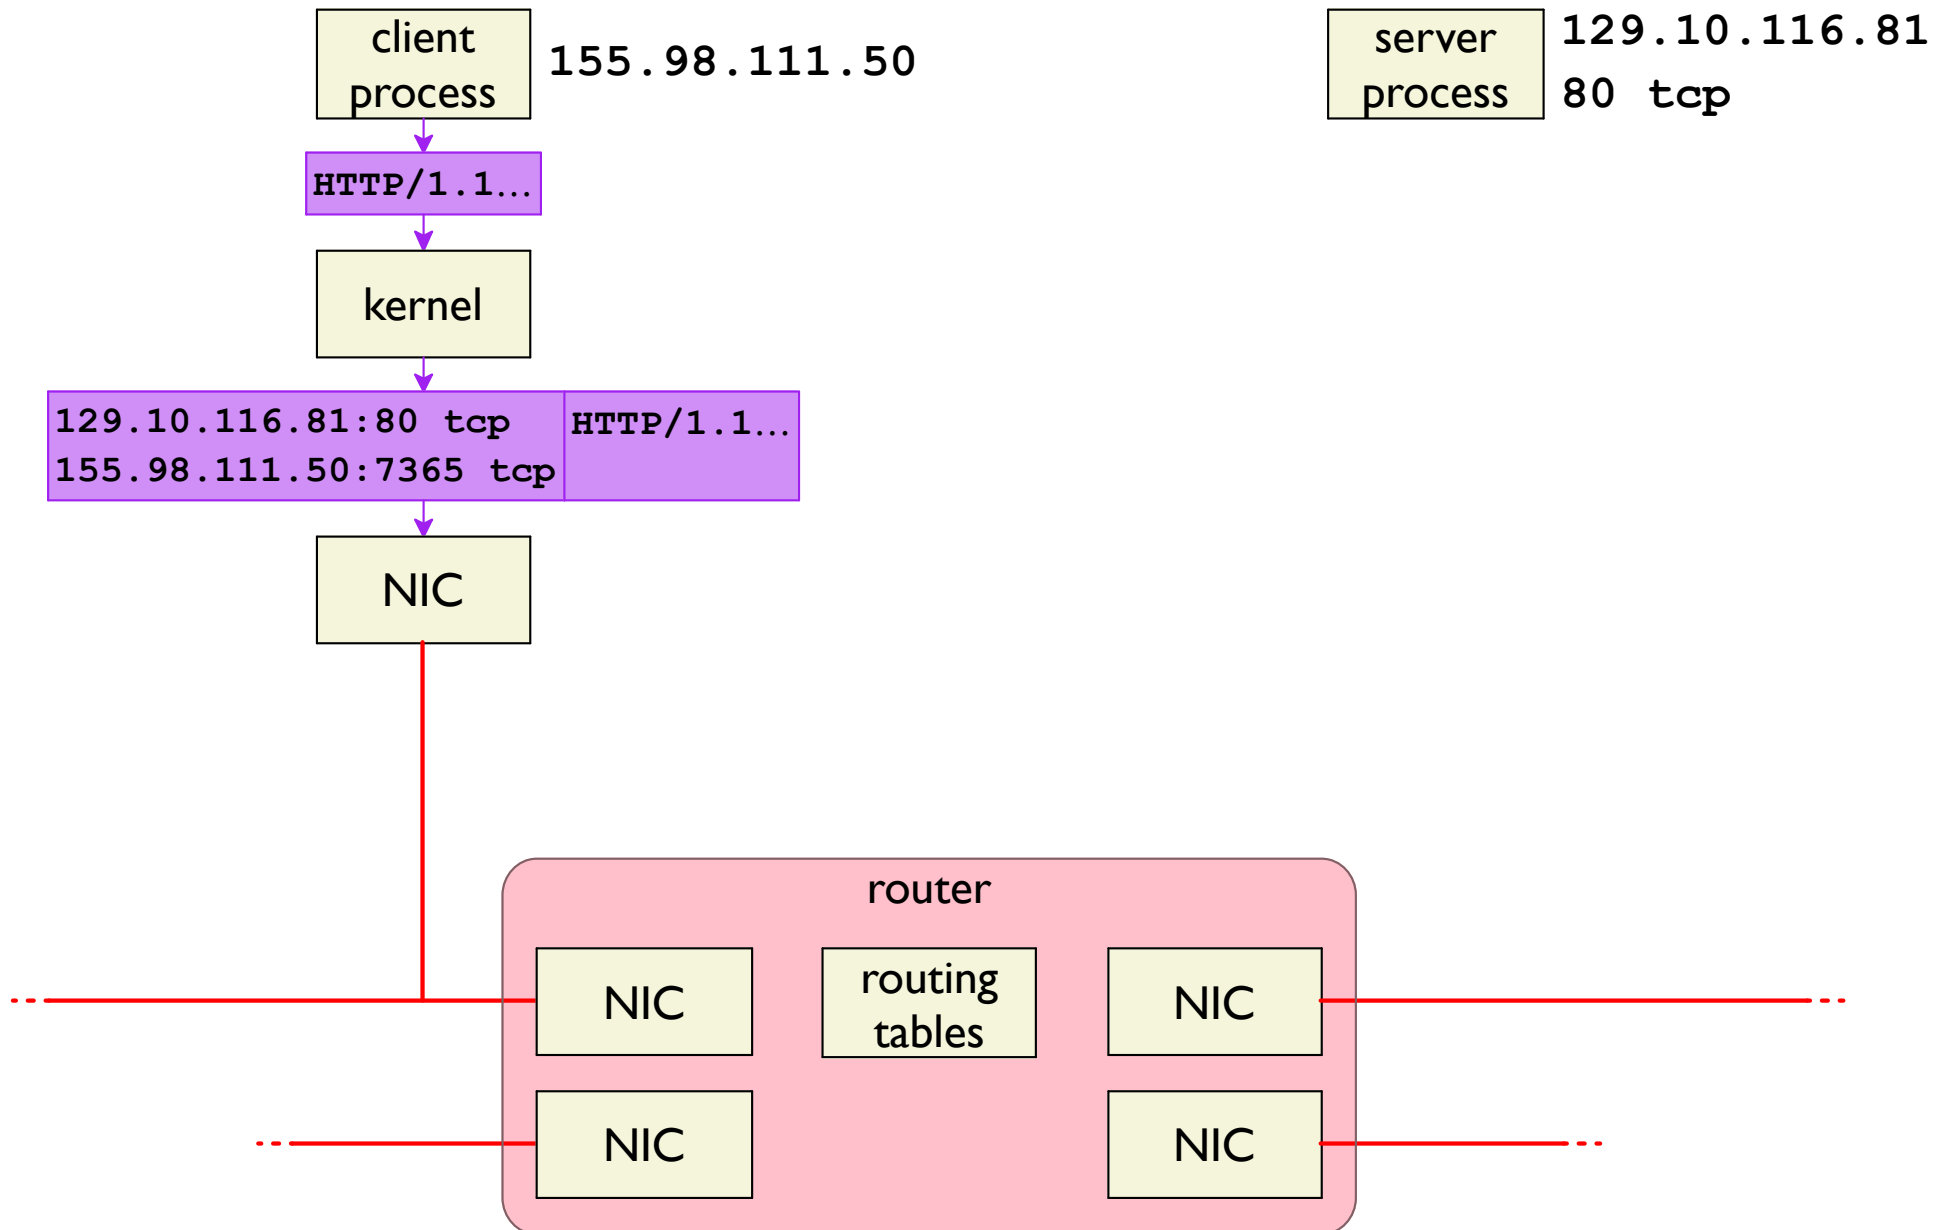 client
process
155.98.111.50
server
process
129.10.116.81
80 tcp
HTTP/1.1...
kernel
129.10.116.81:80 tcp
155.98.111.50:7365 tcp
HTTP/1.1...
NIC
router
NIC
routing
tables
NIC
NIC
NIC